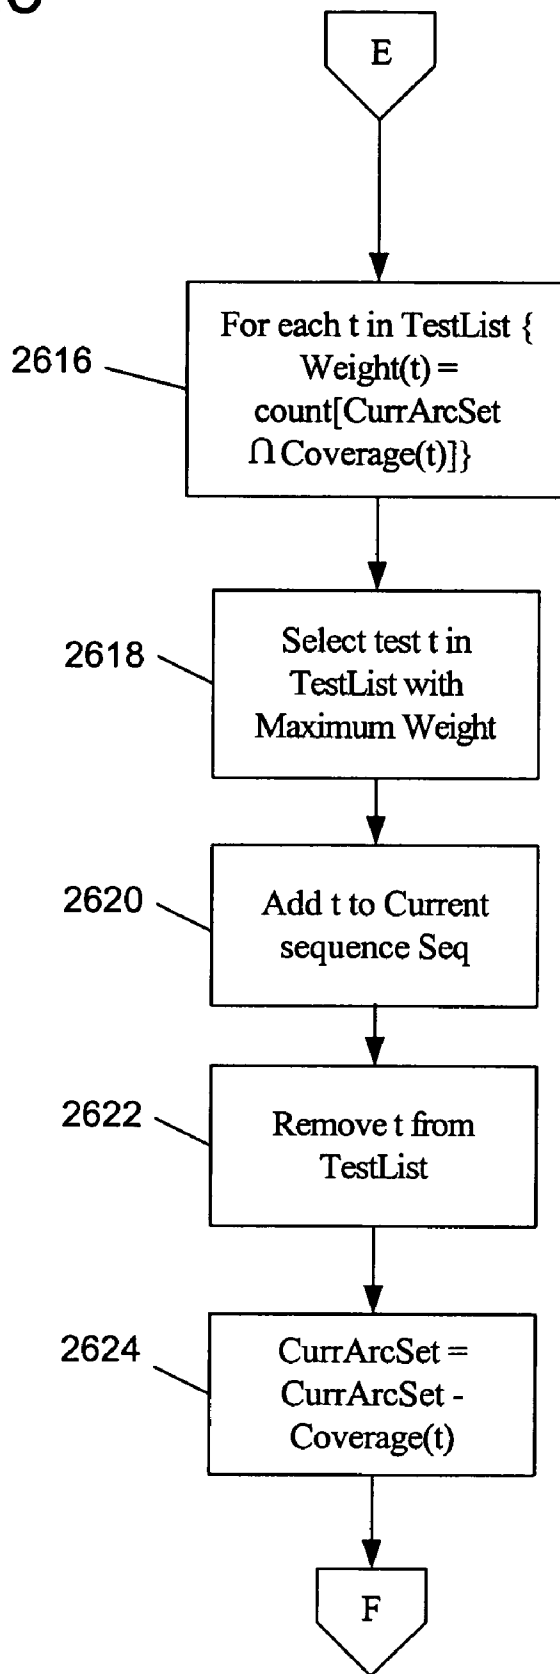 E
2616
For each t in TestList {
Weight(t) =
count[CurrArcSet
∩ Coverage(t)]}
2618
Select test t in
TestList with
Maximum Weight
2620
Add t to Current
sequence Seq
2622
Remove t from
TestList
2624
CurrArcSet =
CurrArcSet -
Coverage(t)
F